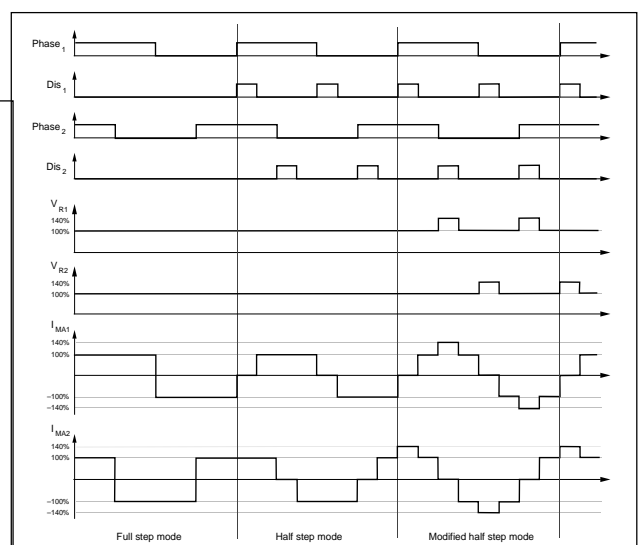 Phase 1
Dis 1
Phase 2
Dis 2
V R1
140%
100%
V R2
140%
100%
I MA1
140%
100%
–100%
–140%
I MA2
140%
100%
–100%
–140%
Full step mode
Half step mode
Modified half step mode